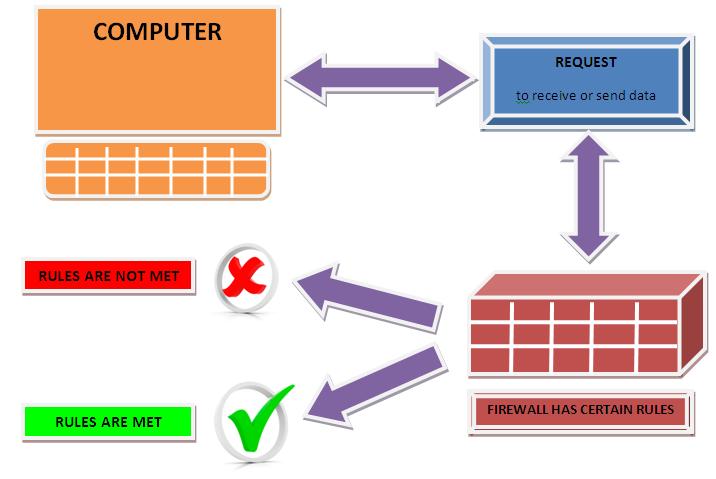 COMPUTER
REQUEST
to receive or send data
RULES ARE NOT MET
FIREWALL HAS CERTAIN RULES
RULES ARE MET